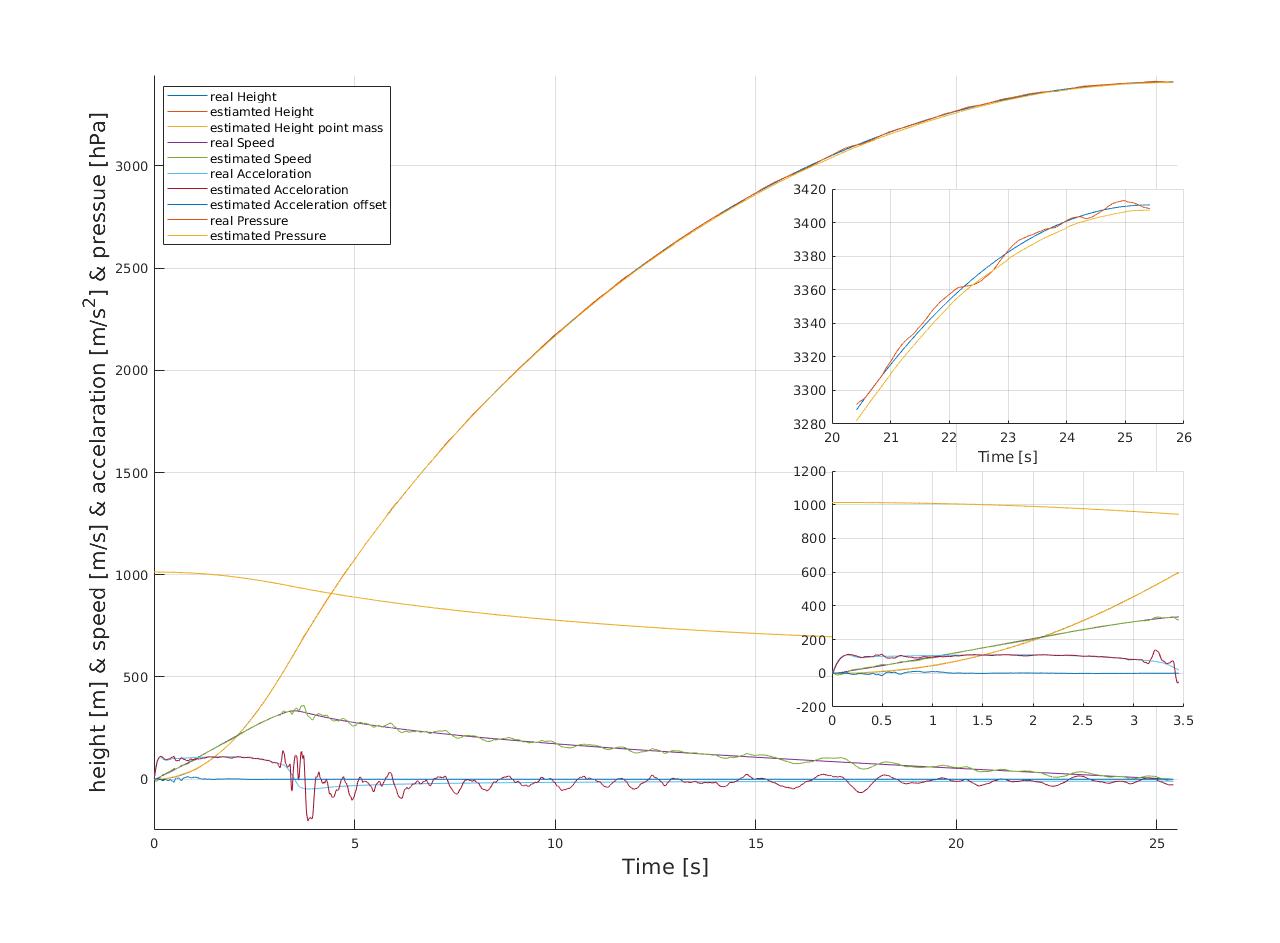 real Height
estiamted Height
estimated Height point mass
real Speed
estimated Speed
real Acceloration
estimated Acceloration
estimated Acceloration offset
real Pressure
estimated Pressure
height [m] & speed [m/s] & accelaration [m/s²] & pressue [hPa]
3000
2500
2000
1500
1000
500
0
0 5 10 15 20 25
Time [s]
3420
3400
3380
3360
3340
3320
3300
3280
20 21 22 23 24 25 26
Time [s]
1200
1000
800
600
400
200
0
-200
0 0.5 1 1.5 2 2.5 3 3.5